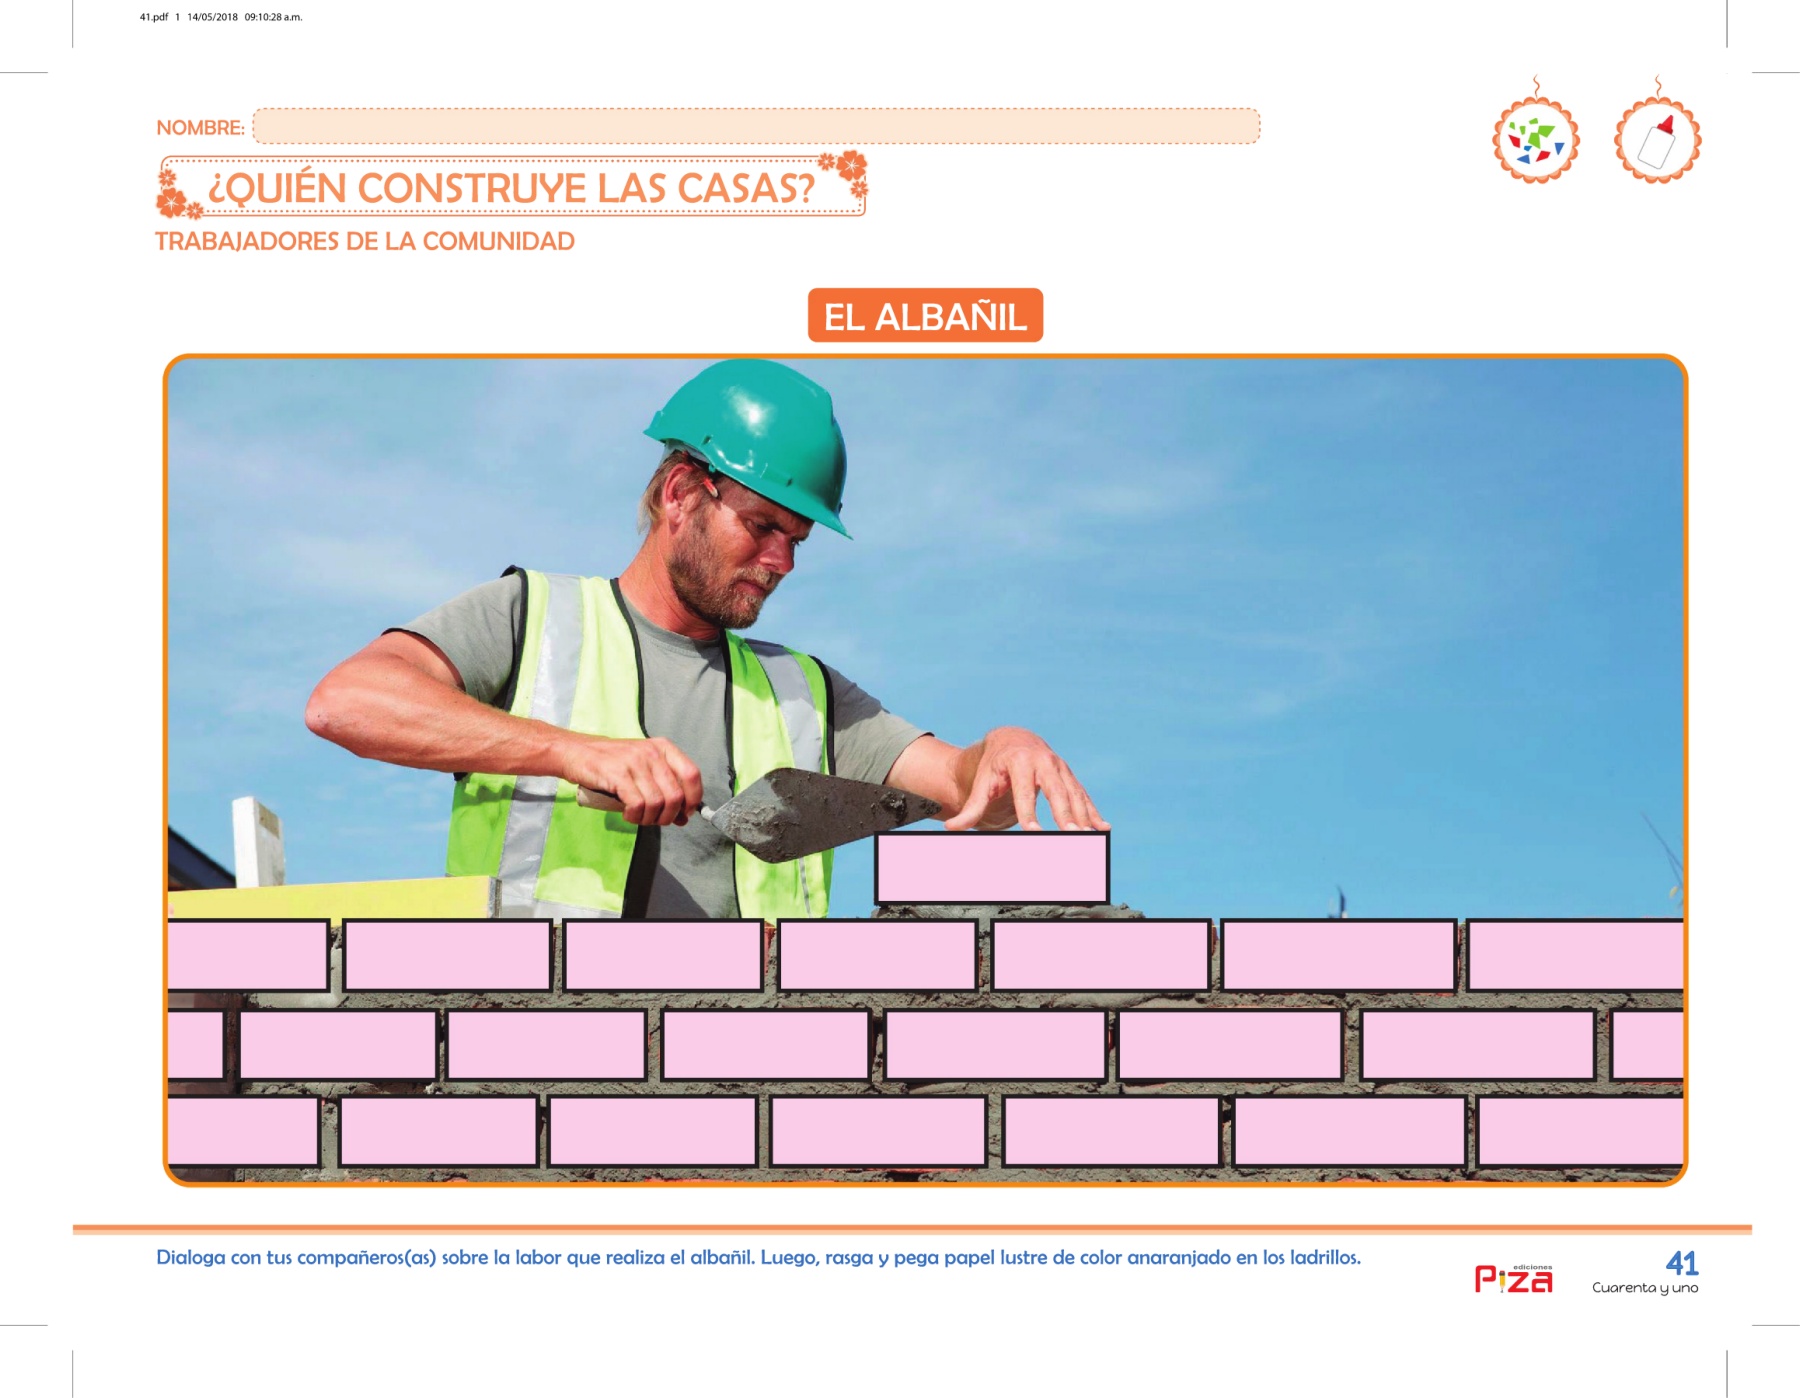 41.pdf 1 14/05/2018 09:10:28 a.m.
NOMBRE:
¿QUIÉN CONSTRUYE LAS CASAS?
TRABAJADORES DE LA COMUNIDAD
EL ALBAÑIL
Dialoga con tus compañeros(as) sobre la labor que realiza el albañil. Luego, rasga y pega papel lustre de color anaranjado en los ladrillos.
ediciones
Piza
41
Cuarenta y uno